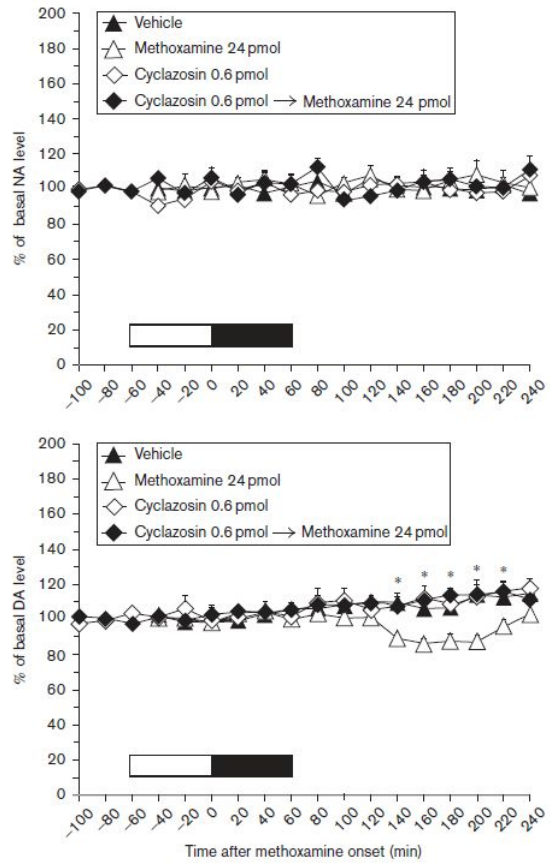 200
180
160
140
120
100
80
60
40
20
0
% of basal NA level
Vehicle
Methoxamine 24 pmol
Cyclazosin 0.6 pmol
Cyclazosin 0.6 pmol → Methoxamine 24 pmol
–100 –80 –60 –40 –20 0 20 40 60 80 100 120 140 160 180 200 220 240
200
180
160
140
120
100
80
60
40
20
0
% of basal DA level
Vehicle
Methoxamine 24 pmol
Cyclazosin 0.6 pmol
Cyclazosin 0.6 pmol → Methoxamine 24 pmol
* * * * *
–100 –80 –60 –40 –20 0 20 40 60 80 100 120 140 160 180 200 220 240
Time after methoxamine onset (min)